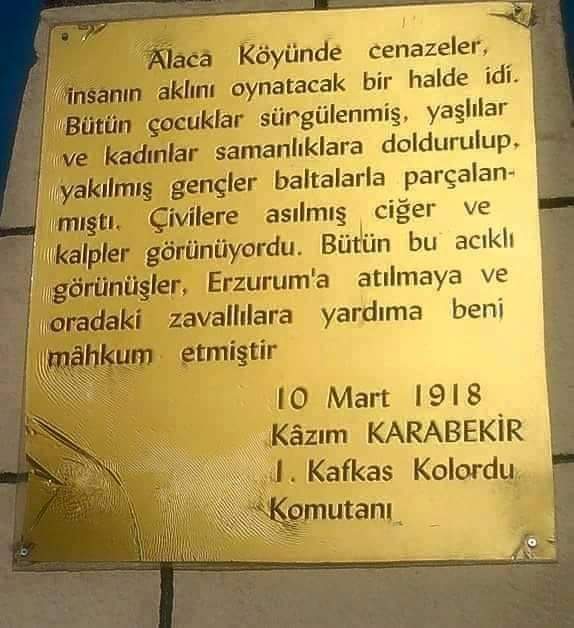 Alaca Köyünde cenazeler,
insanın aklını oynatacak bir halde idi.
Bütün çocuklar sürgülenmiş, yaşlılar
ve kadınlar samanlıklara doldurulup,
yakılmış gençler baltalarla parçalan-
mıştı. Çivilere asılmış ciğer ve
kalpler görünüyordu. Bütün bu acıklı
görünüşler, Erzurum'a atılmaya ve
oradaki zavallılara yardıma beni
mâhkum etmiştir
10 Mart 1918
Kâzım KARABEKİR
1. Kafkas Kolordu
Komutanı